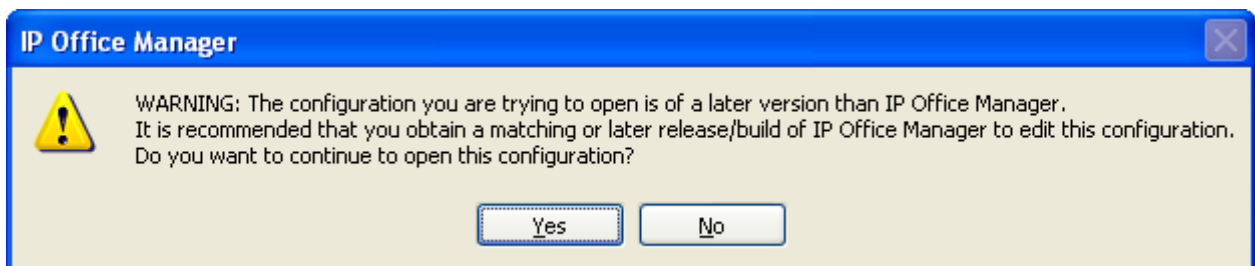 IP Office Manager
WARNING: The configuration you are trying to open is of a later version than IP Office Manager.
It is recommended that you obtain a matching or later release/build of IP Office Manager to edit this configuration.
Do you want to continue to open this configuration?
Yes No